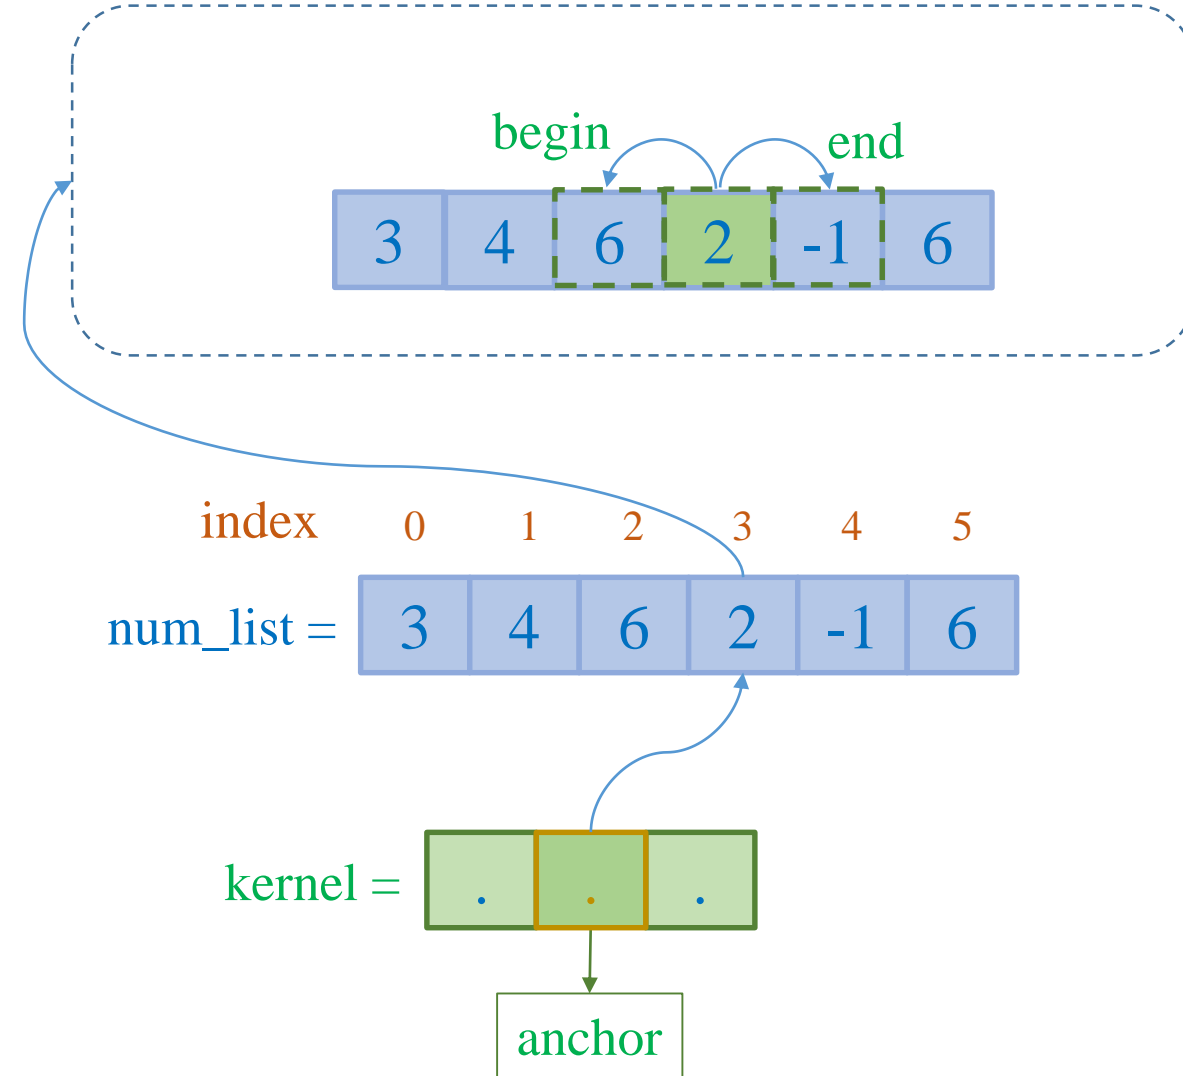 begin end
3 4 6 2 -1 6
index 0 1 2 3 4 5
num_list = 3 4 6 2 -1 6
kernel = . . .
anchor